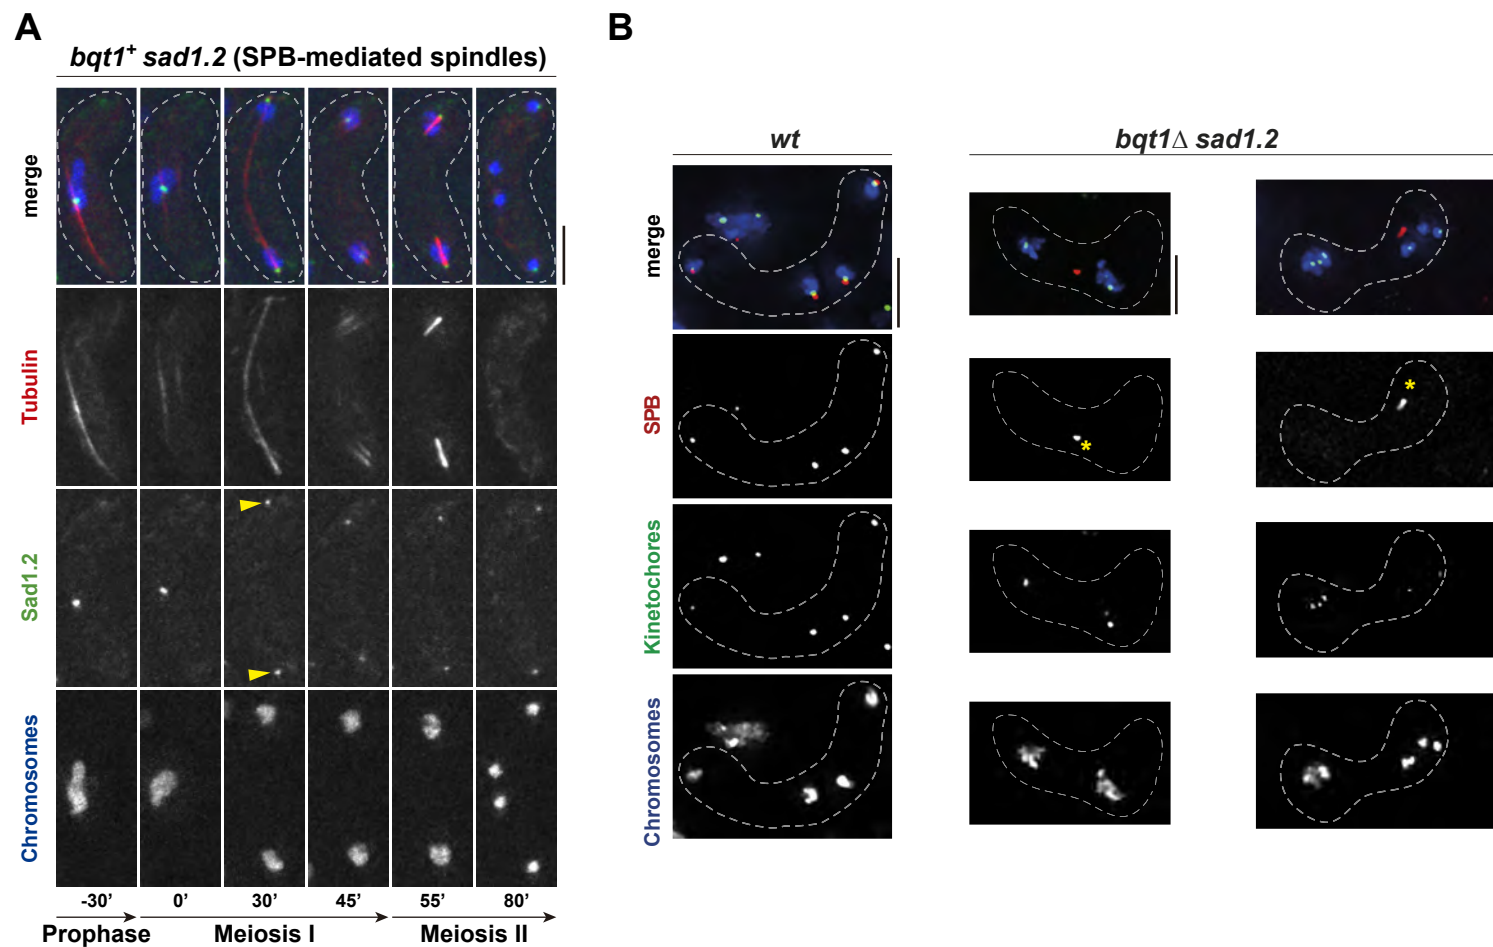 A
bqt1+ sad1.2 (SPB-mediated spindles)
merge
Tubulin
Sad1.2
Chromosomes
-30’ 0’ 30’ 45’ 55’ 80’
Prophase Meiosis I Meiosis II
B
wt bqt1Δ sad1.2
merge
SPB
* *
Kinetochores
Chromosomes